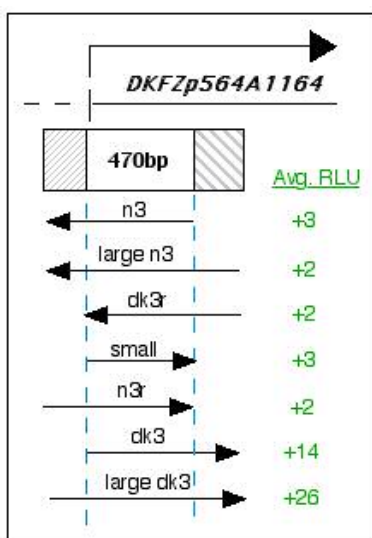 DKFZp564A1164
470bp
Avg. RLU
n3 +3
large n3 +2
dk3r +2
small +3
n3r +2
dk3 +14
large dk3 +26